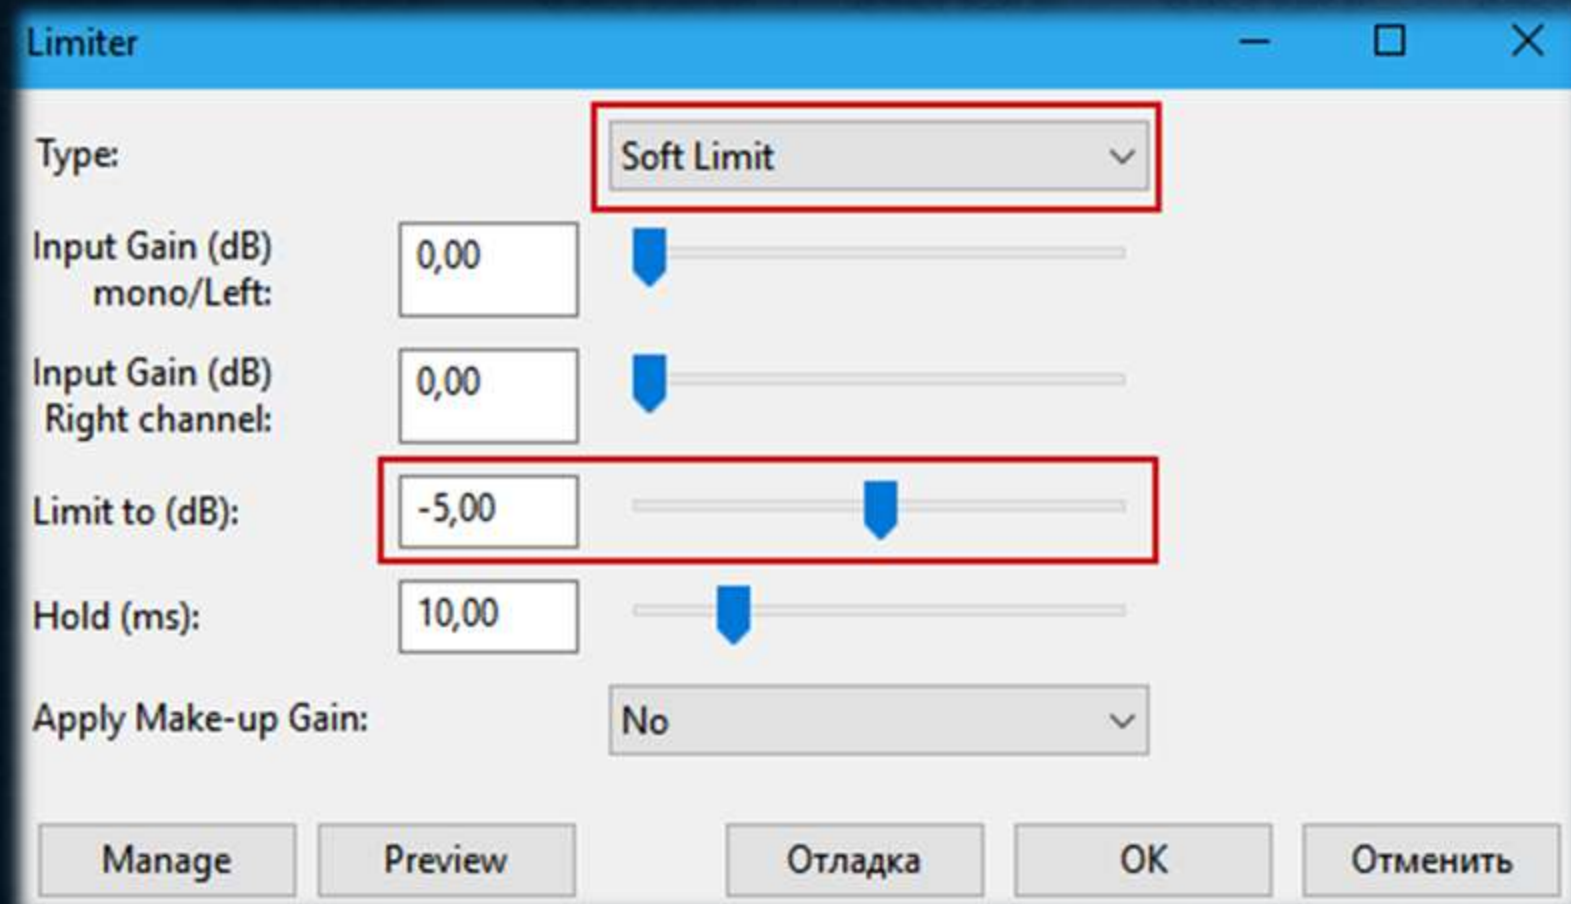 Limiter
Type:
Soft Limit
Input Gain (dB)
mono/Left:
0,00
Input Gain (dB)
Right channel:
0,00
Limit to (dB):
-5,00
Hold (ms):
10,00
Apply Make-up Gain:
No
Manage
Preview
Отладка
OK
Отменить